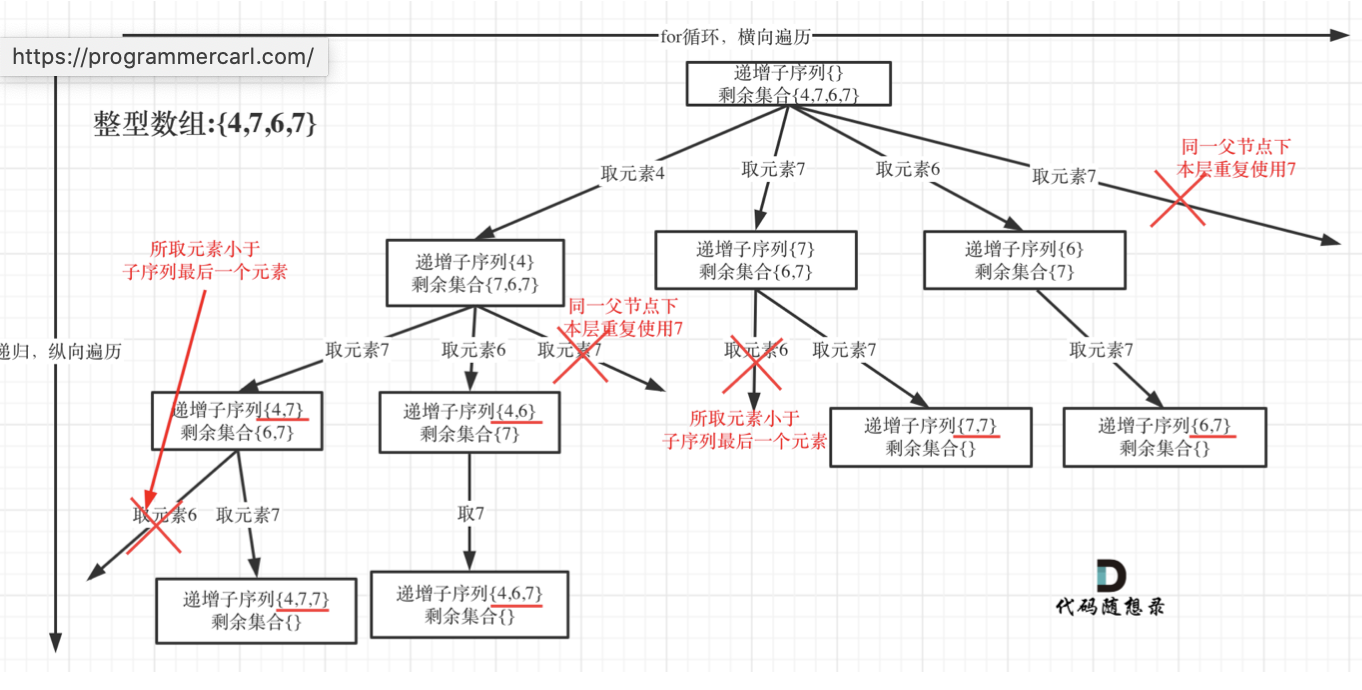 for循环，横向遍历
https://programmercarl.com/
递增子序列{}
剩余集合{4,7,6,7}
整型数组:{4,7,6,7}
同一父节点下
本层重复使用7
取元素4
取元素7
取元素6
取元素7
所取元素小于
子序列最后一个元素
递增子序列{4}
剩余集合{7,6,7}
递增子序列{7}
剩余集合{6,7}
递增子序列{6}
剩余集合{7}
同一父节点下
本层重复使用7
递归，纵向遍历
取元素7
取元素6
取元素7
取元素6
取元素7
取元素7
递增子序列{4,7}
剩余集合{6,7}
递增子序列{4,6}
剩余集合{7}
所取元素小于
子序列最后一个元素
递增子序列{7,7}
剩余集合{}
递增子序列{6,7}
剩余集合{}
取元素6
取元素7
取7
递增子序列{4,7,7}
剩余集合{}
递增子序列{4,6,7}
剩余集合{}
代码随想录